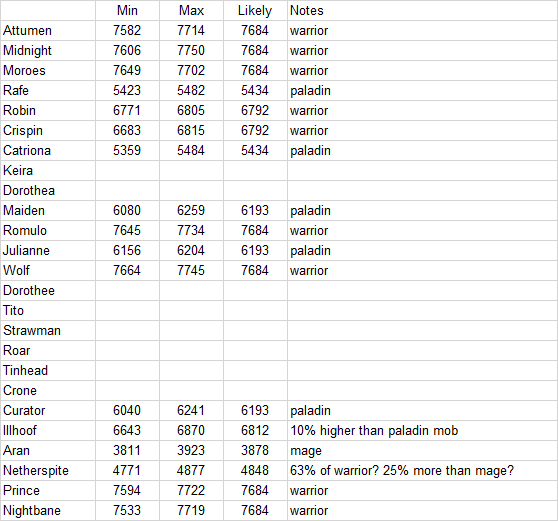 Min Max Likely Notes
Attumen 7582 7714 7684 warrior
Midnight 7606 7750 7684 warrior
Moroes 7649 7702 7684 warrior
Rafe 5423 5482 5434 paladin
Robin 6771 6805 6792 warrior
Crispin 6683 6815 6792 warrior
Catriona 5359 5484 5434 paladin
Keira
Dorothea
Maiden 6080 6259 6193 paladin
Romulo 7645 7734 7684 warrior
Julianne 6156 6204 6193 paladin
Wolf 7664 7745 7684 warrior
Dorothee
Tito
Strawman
Roar
Tinhead
Crone
Curator 6040 6241 6193 paladin
Illhoof 6643 6870 6812 10% higher than paladin mob
Aran 3811 3923 3878 mage
Netherspite 4771 4877 4848 63% of warrior? 25% more than mage?
Prince 7594 7722 7684 warrior
Nightbane 7533 7719 7684 warrior